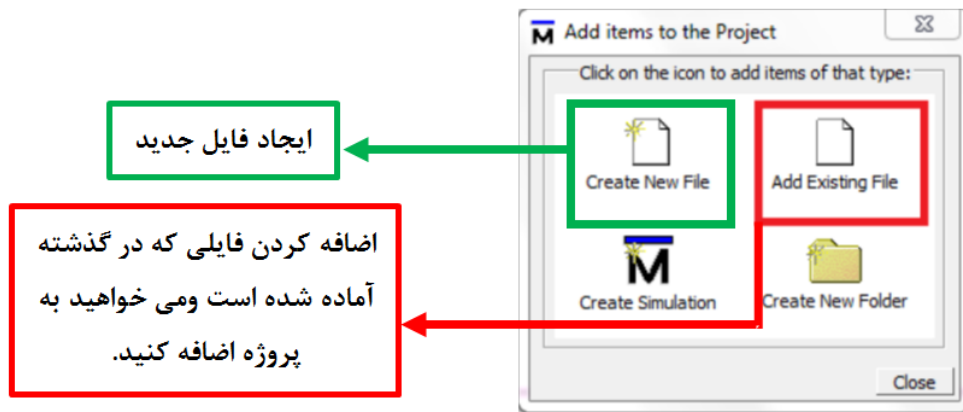 Add items to the Project
Click on the icon to add items of that type:
ایجاد فایل جدید
Create New File
Add Existing File
اضافه کردن فایلی که در گذشته
آماده شده است ومی خواهید به
پروژه اضافه کنید.
Create Simulation
Create New Folder
Close